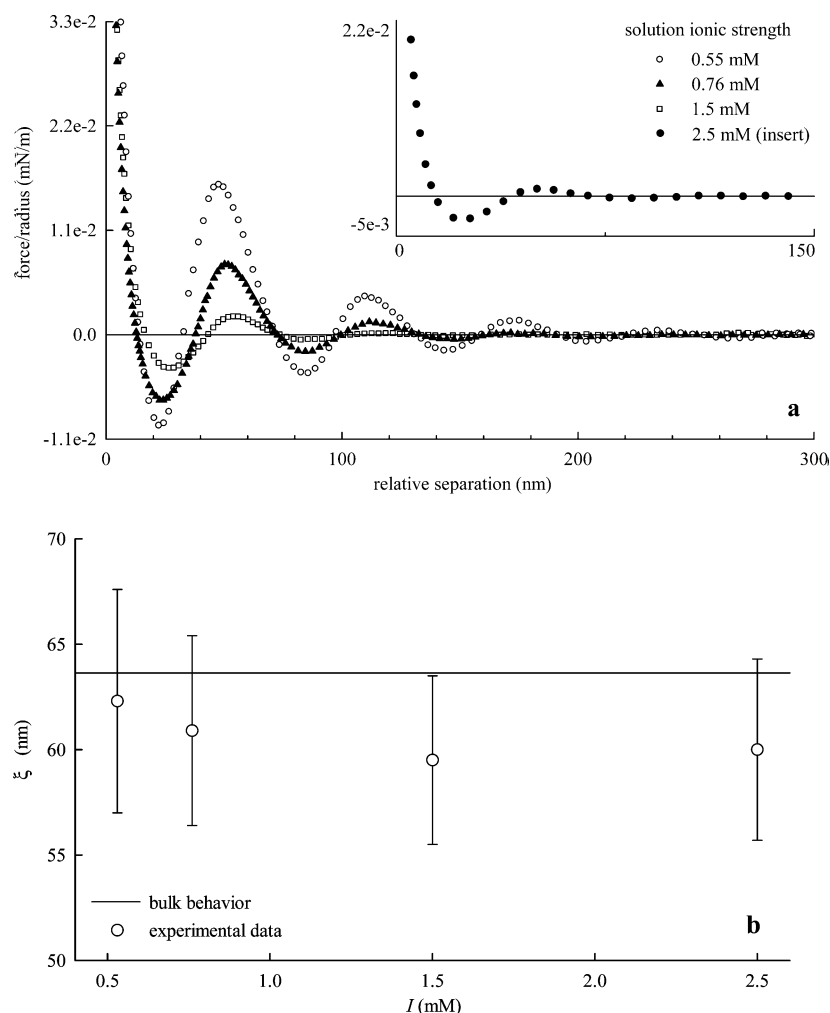 3.3e-2
2.2e-2
1.1e-2
0.0
-1.1e-2
force/radius (mN/m)
0
100
200
300
relative separation (nm)
2.2e-2
-5e-3
0
150
solution ionic strength
0.55 mM
0.76 mM
1.5 mM
2.5 mM (insert)
a
70
65
60
55
50
ξ (nm)
bulk behavior
experimental data
b
0.5
1.0
1.5
2.0
2.5
I (mM)